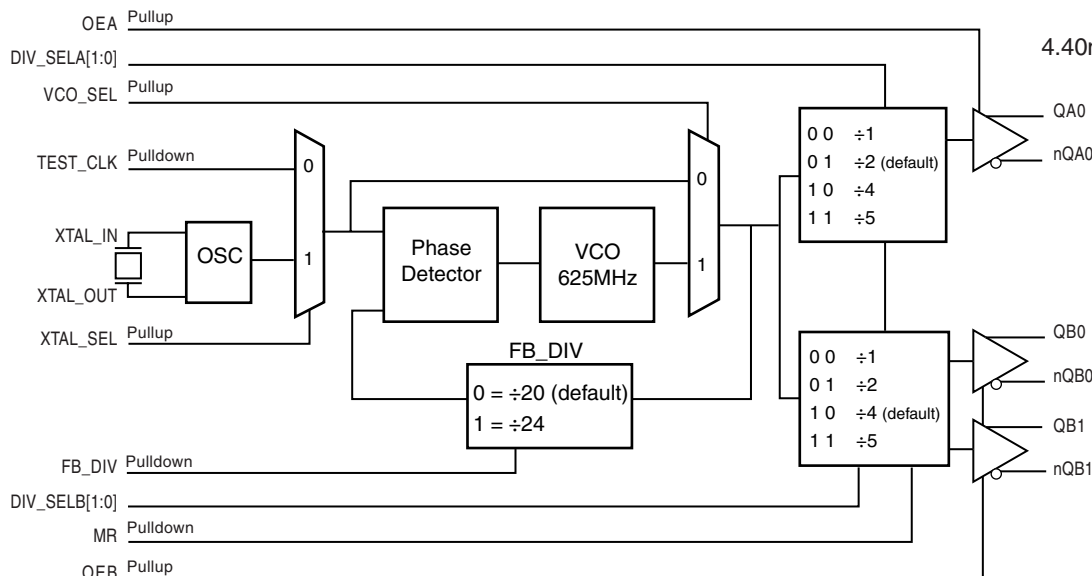 OEA Pullup
4.40r
DIV_SELA[1:0]
VCO_SEL Pullup
QA0
nQA0
0 0 ÷1
0 1 ÷2 (default)
1 0 ÷4
1 1 ÷5
TEST_CLK Pulldown
0
1
0
1
XTAL_IN
OSC
XTAL_OUT
Phase
Detector
VCO
625MHz
XTAL_SEL Pullup
FB_DIV
0 = ÷20 (default)
1 = ÷24
QB0
nQB0
0 0 ÷1
0 1 ÷2
1 0 ÷4 (default)
1 1 ÷5
QB1
nQB1
FB_DIV Pulldown
DIV_SELB[1:0]
MR Pulldown
OEB Pullup